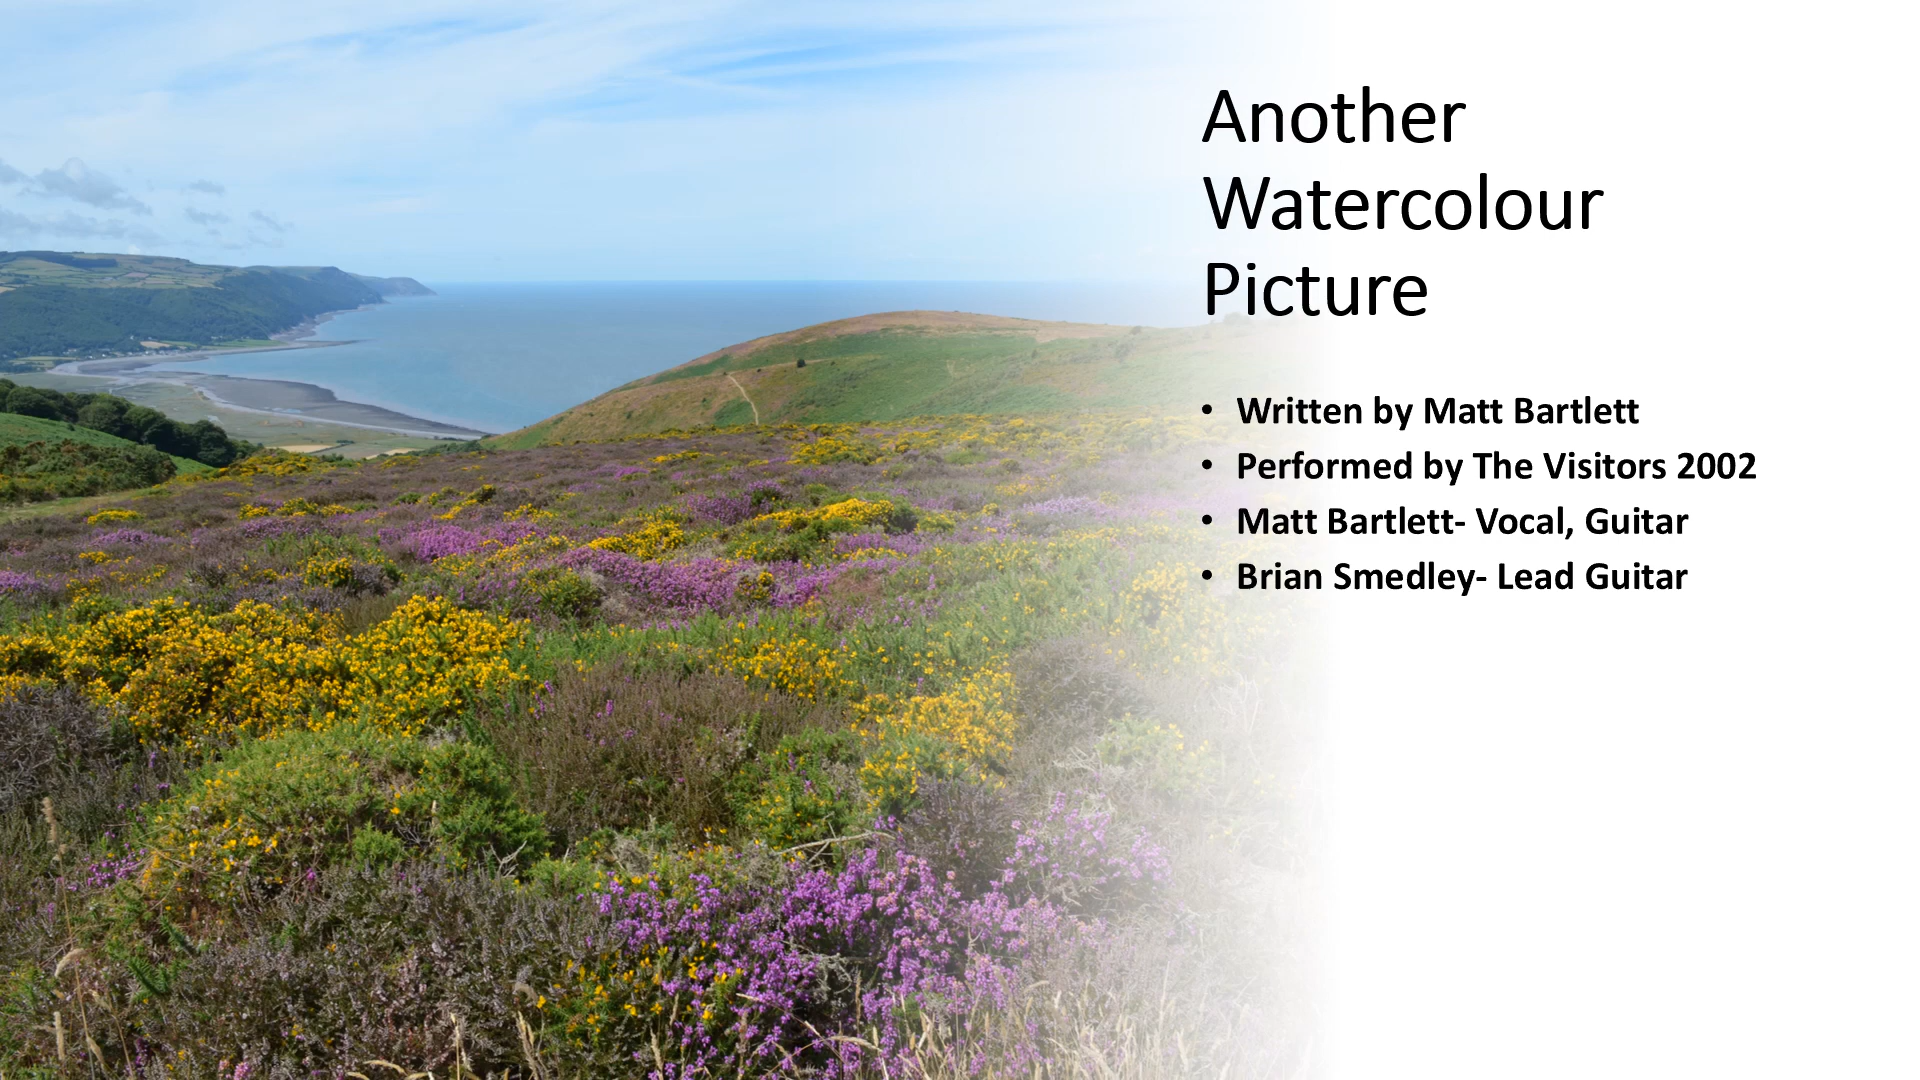 Another
Watercolour
Picture
• Written by Matt Bartlett
• Performed by The Visitors 2002
• Matt Bartlett- Vocal, Guitar
• Brian Smedley- Lead Guitar